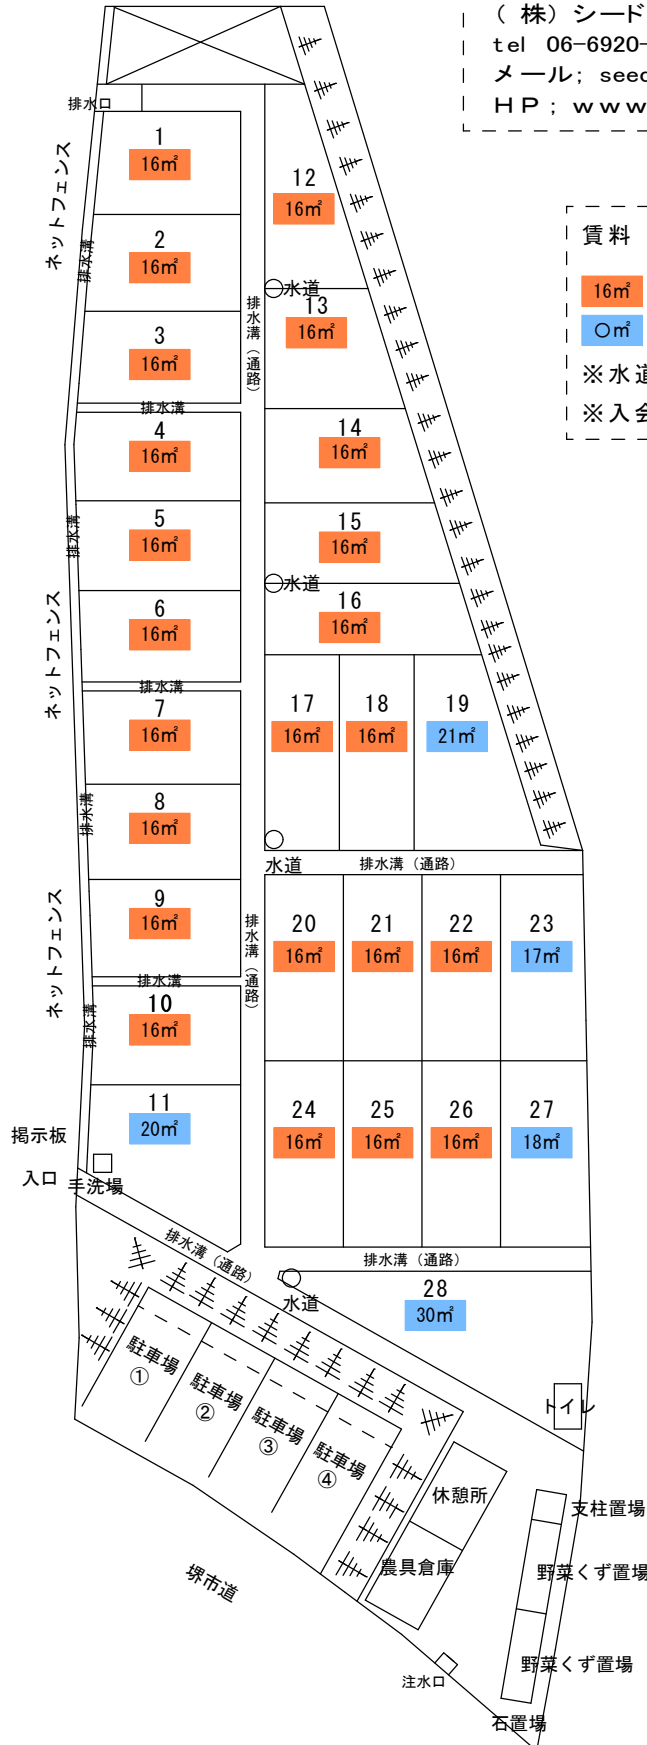 （ 株） シード
tel 06-6920-
メール； seed
ＨＰ； ｗｗｗ
賃料
16㎡
〇㎡
※水道
※入会
排水口
ネットフェンス
排水溝
1
16㎡
2
16㎡
3
16㎡
排水溝
4
16㎡
5
16㎡
6
16㎡
排水溝
7
16㎡
8
16㎡
9
16㎡
排水溝
10
16㎡
11
20㎡
排水溝
ネットフェンス
排水溝
ネットフェンス
排水溝
排水溝（通路）
排水溝（通路）
12
16㎡
水道
13
16㎡
14
16㎡
15
16㎡
水道
16
16㎡
17
16㎡
18
16㎡
19
21㎡
水道
排水溝（通路）
20
16㎡
21
16㎡
22
16㎡
23
17㎡
24
16㎡
25
16㎡
26
16㎡
27
18㎡
掲示板
入口
手洗場
排水溝（通路）
排水溝（通路）
水道
28
30㎡
トイレ
駐車場
①
駐車場
②
駐車場
③
駐車場
④
休憩所
農具倉庫
支柱置場
野菜くず置場
野菜くず置場
石置場
注水口
堺市道